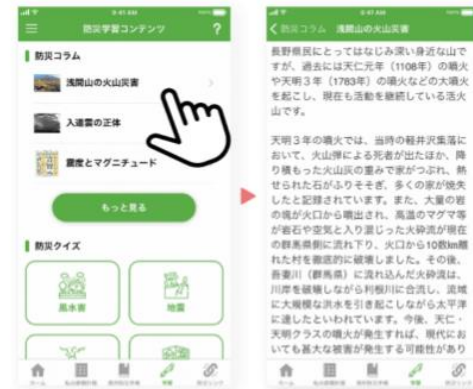 9:41 AM
防災学習コンテンツ
?
防災コラム
浅間山の火山災害
入道雲の正体
震度とマグニチュード
もっと見る
防災クイズ
風水害
地震
ホーム
学習
9:41 AM
防災コラム 浅間山の火山災害
長野県民にとってはなじみ深い身近な山で
すが、過去には天仁元年（1108年）の噴火
や天明3年（1783年）の噴火などの大噴火
を起こし、現在も活動を継続している活火
山です。
天明3年の噴火では、当時の軽井沢集落に
おいて、火山弾による死者が出たほか、降
り積もった火山灰の重みで家がつぶれ、熱
せられた石がふりそそぎ、多くの家が焼失
したと記録されています。また、大量の岩
の塊が火口から噴出され、高温のマグマ等
が岩石や空気と入り混じった火砕流が現在
の群馬県側に流れ下り、火口から10数km離
れた村を徹底的に破壊しました。その後、
吾妻川（群馬県）に流れ込んだ火砕流は、
川岸を破壊しながら利根川に合流し、流域
に大規模な洪水を引き起こしながら太平洋
に達したといわれています。今後、天仁・
天明クラスの噴火が発生すれば、現代にお
いても甚大な被害が発生する可能性があり
ホーム
学習